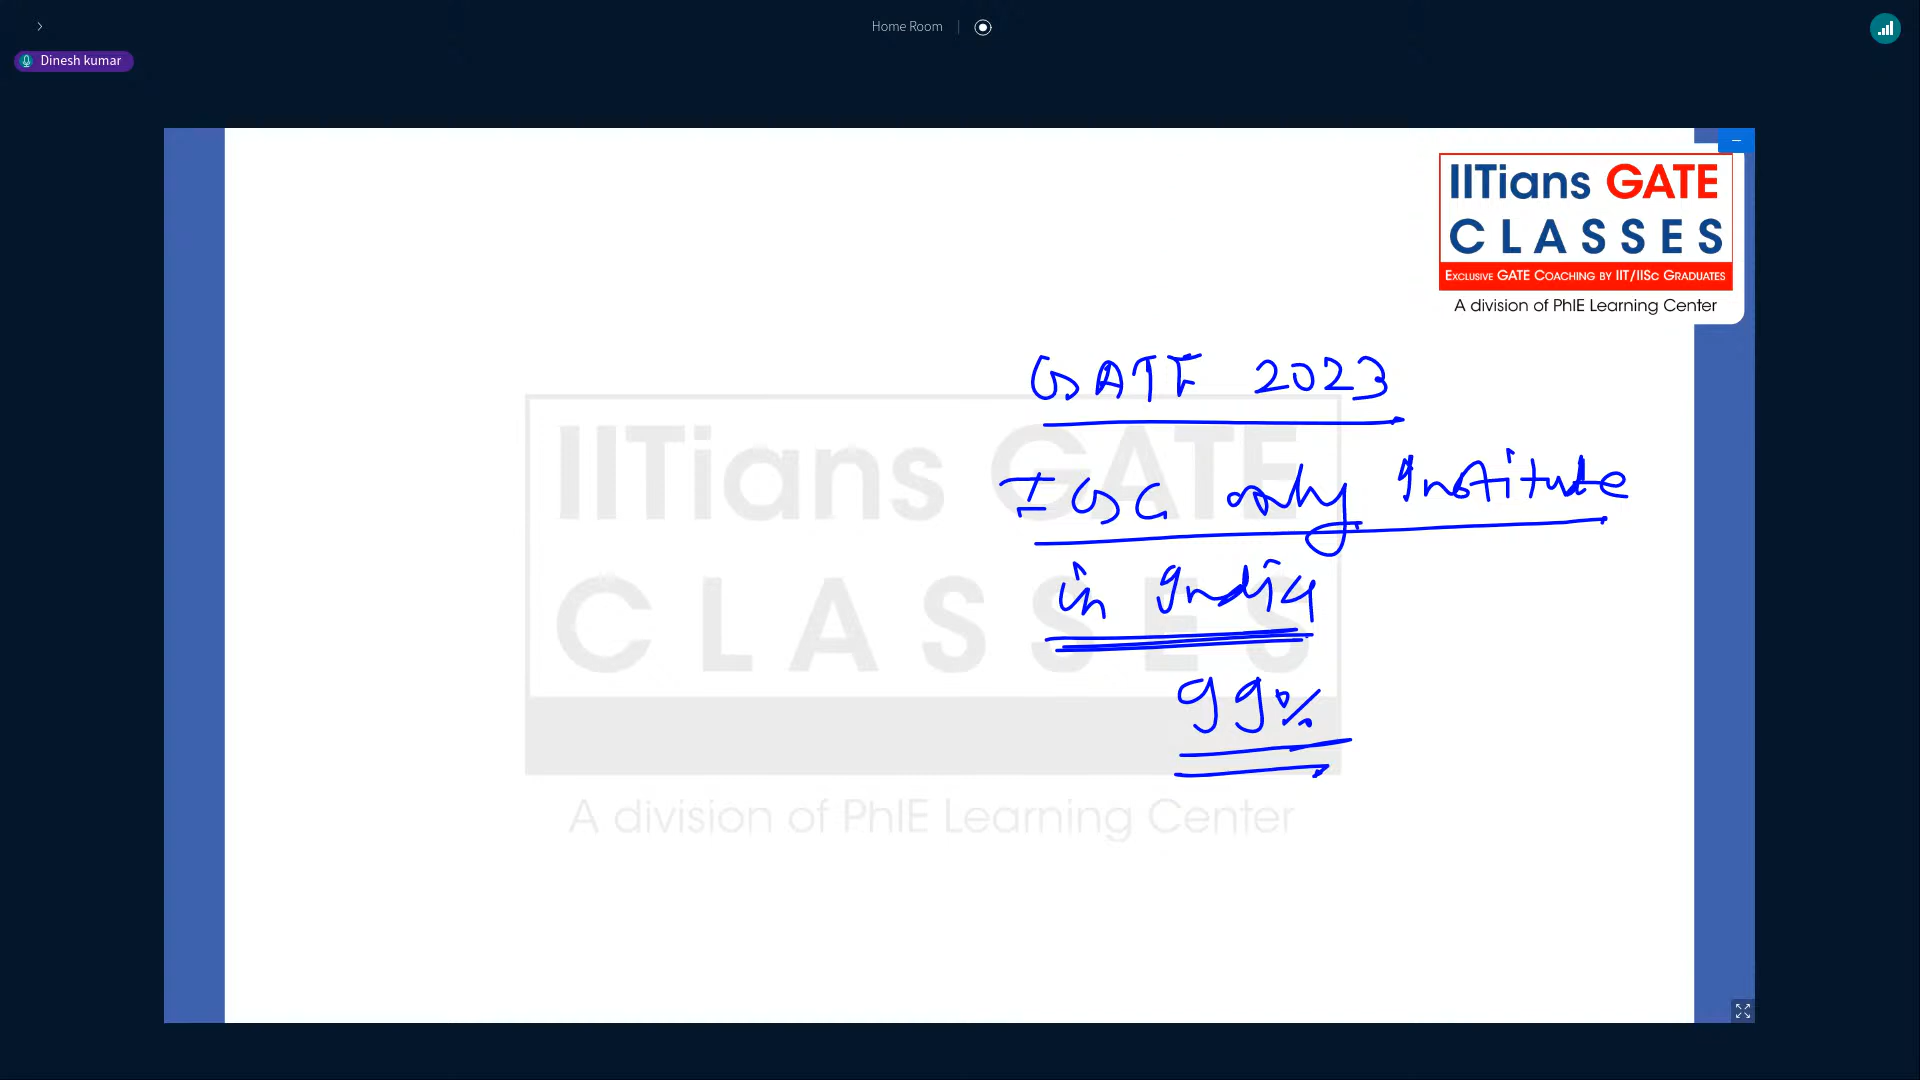 Home Room
Dinesh kumar
IITians GATE
CLASSES
EXCLUSIVE GATE COACHING BY IIT/IISc GRADUATES
A division of PhIE Learning Center
GATE 2023
IGC only Institute
in India
99%
IITians GATE
CLASSES
A division of PhIE Learning Center